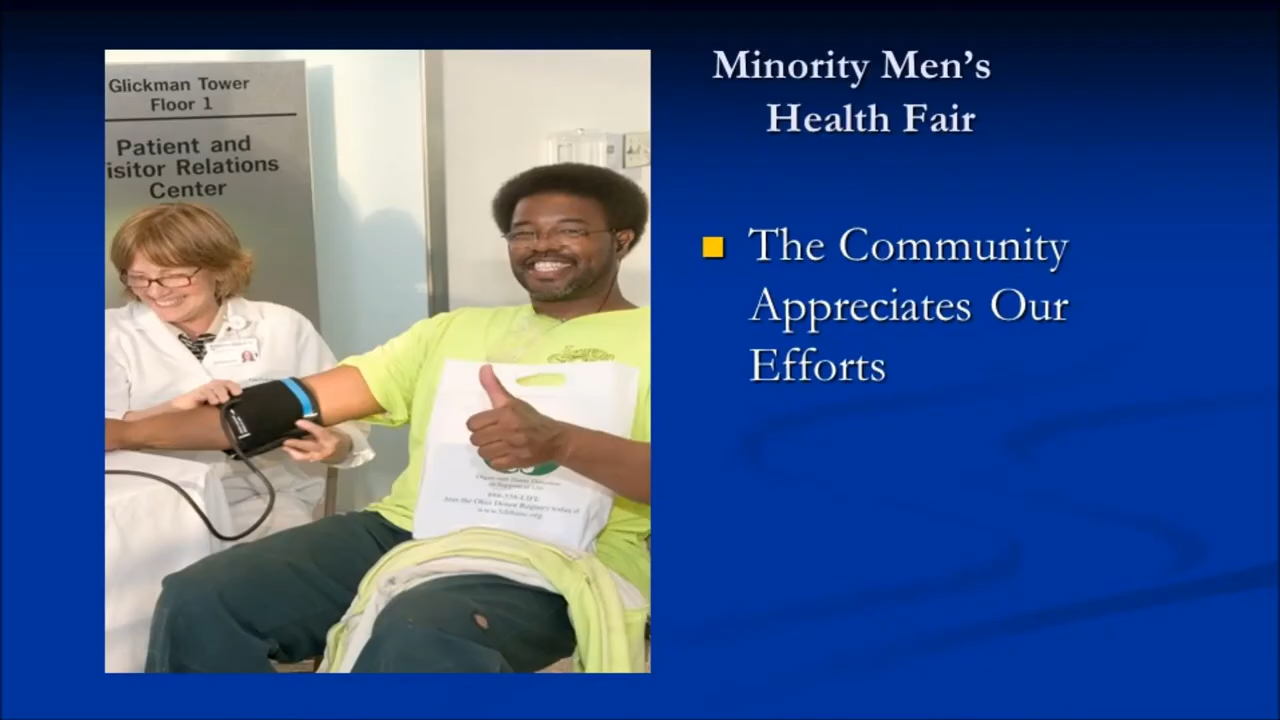 Glickman Tower
Floor 1
Patient and
isitor Relations
Center
Minority Men’s
Health Fair
The Community
Appreciates Our
Efforts